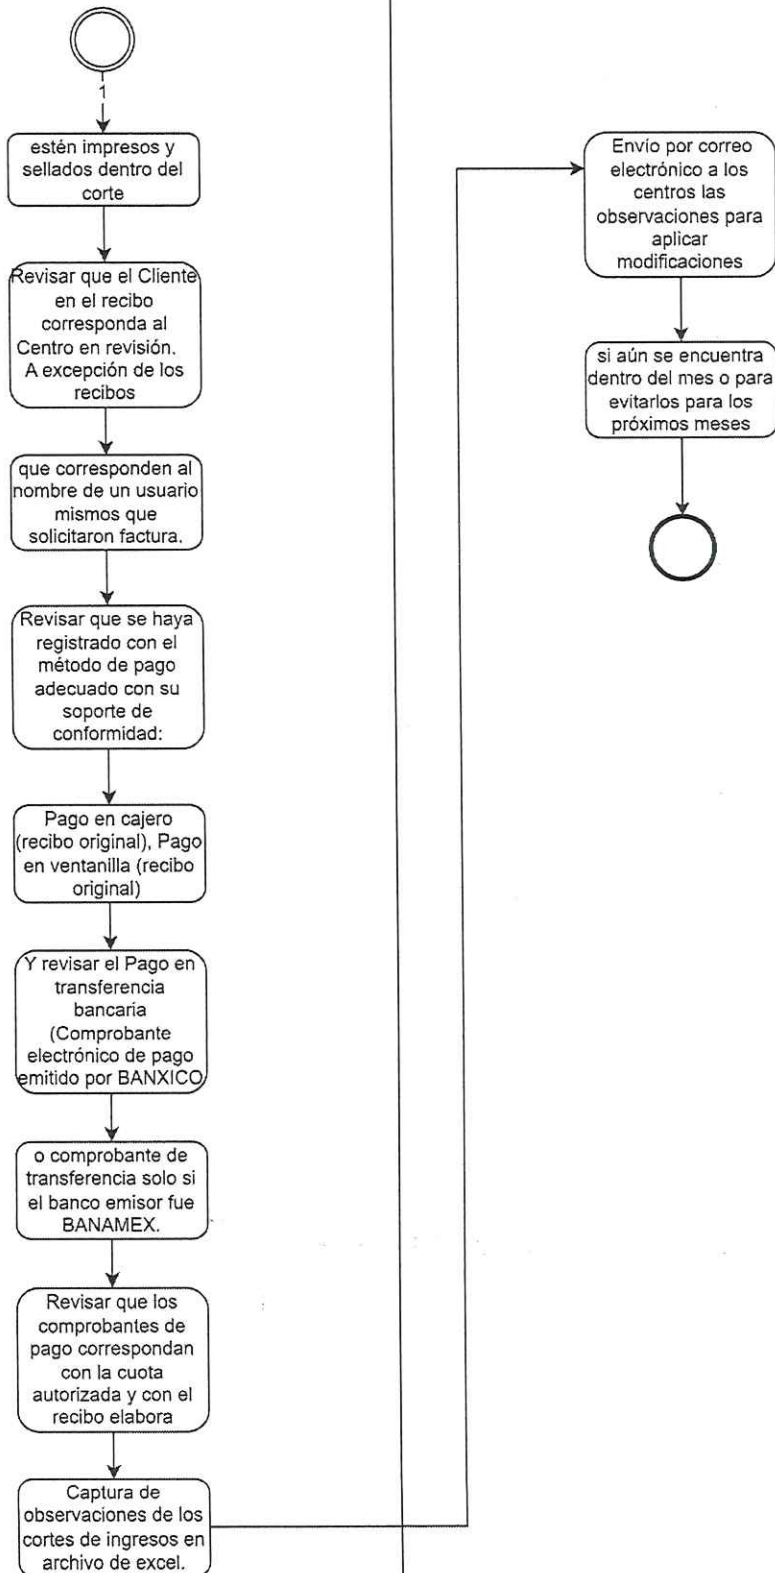 1
estén impresos y
sellados dentro del
corte
Revisar que el Cliente
en el recibo
corresponda al
Centro en revisión.
A excepción de los
recibos
que corresponden al
nombre de un usuario
mismos que
solicitaron factura.
Revisar que se haya
registrado con el
método de pago
adecuado con su
soporte de
conformidad:
Pago en cajero
(recibo original), Pago
en ventanilla (recibo
original)
Y revisar el Pago en
transferencia
bancaria
(Comprobante
electrónico de pago
emitido por BANXICO
o comprobante de
transferencia solo si
el banco emisor fue
BANAMEX.
Revisar que los
comprobantes de
pago correspondan
con la cuota
autorizada y con el
recibo elabora
Captura de
observaciones de los
cortes de ingresos en
archivo de excel.
Envío por correo
electrónico a los
centros las
observaciones para
aplicar
modificaciones
si aún se encuentra
dentro del mes o para
evitarlos para los
próximos meses